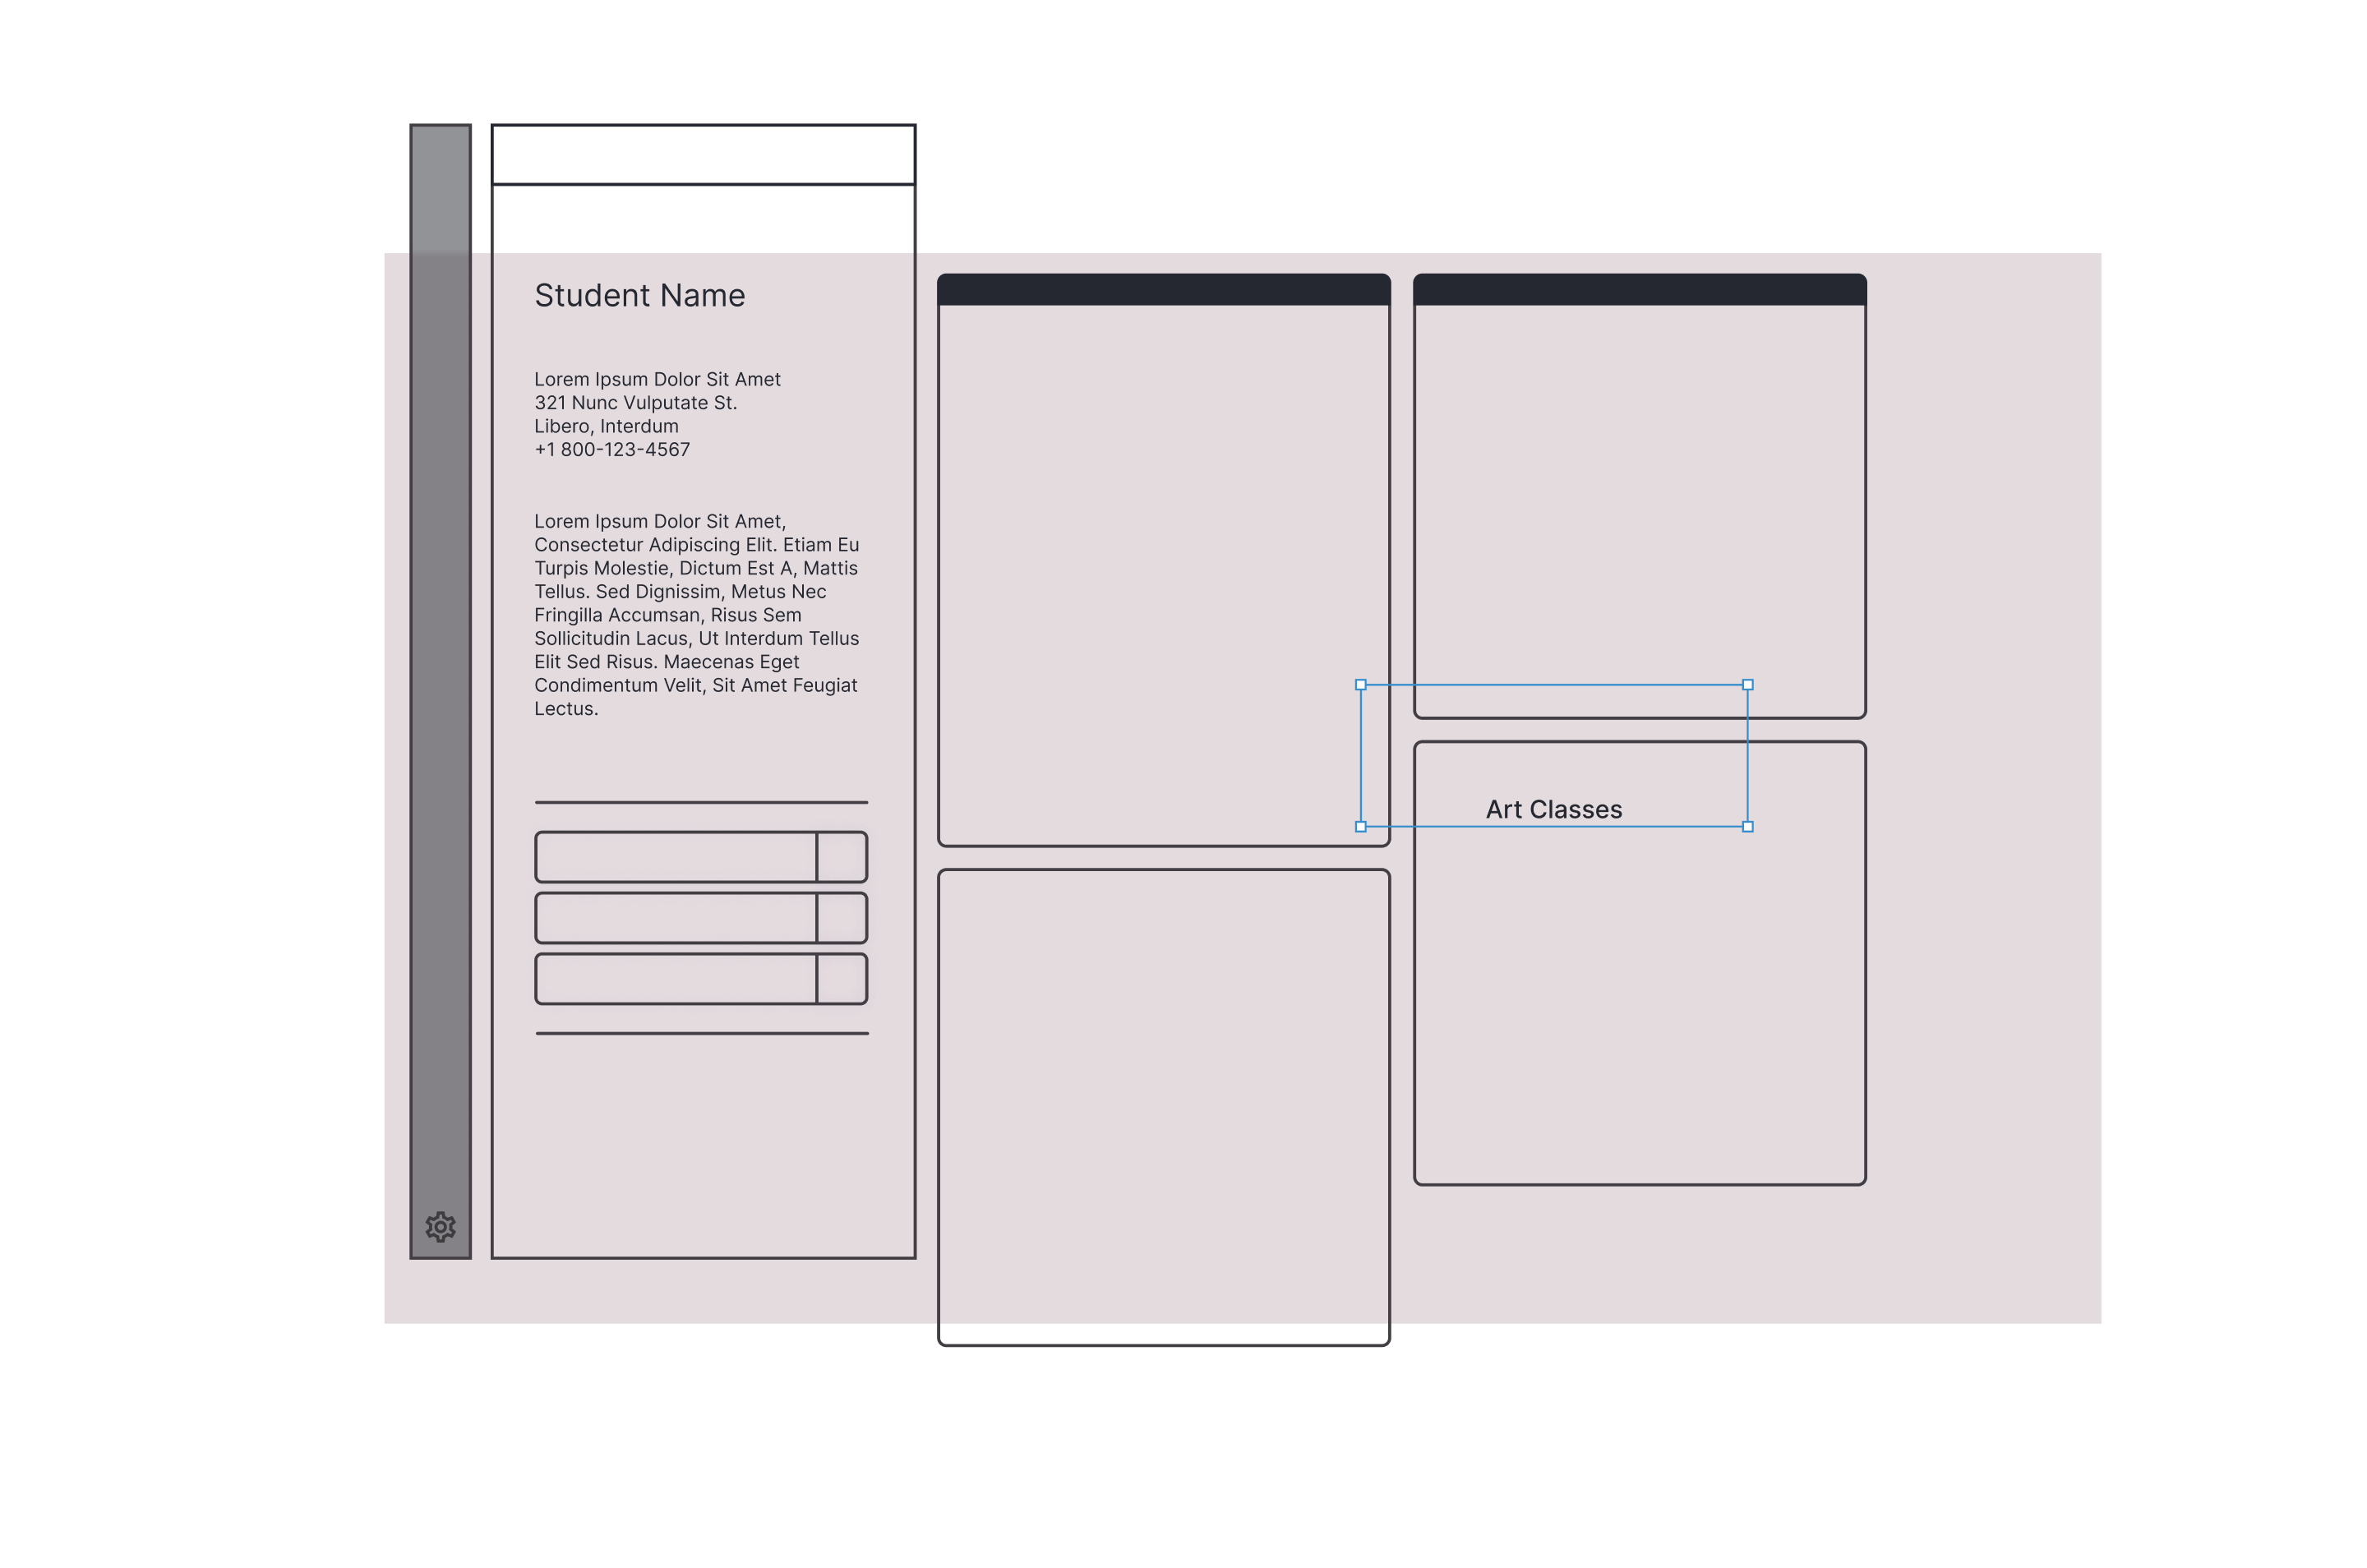 Student Name
Lorem Ipsum Dolor Sit Amet
321 Nunc Vulputate St.
Libero, Interdum
+1 800-123-4567
Lorem Ipsum Dolor Sit Amet,
Consectetur Adipiscing Elit. Etiam Eu
Turpis Molestie, Dictum Est A, Mattis
Tellus. Sed Dignissim, Metus Nec
Fringilla Accumsan, Risus Sem
Sollicitudin Lacus, Ut Interdum Tellus
Elit Sed Risus. Maecenas Eget
Condimentum Velit, Sit Amet Feugiat
Lectus.
Art Classes